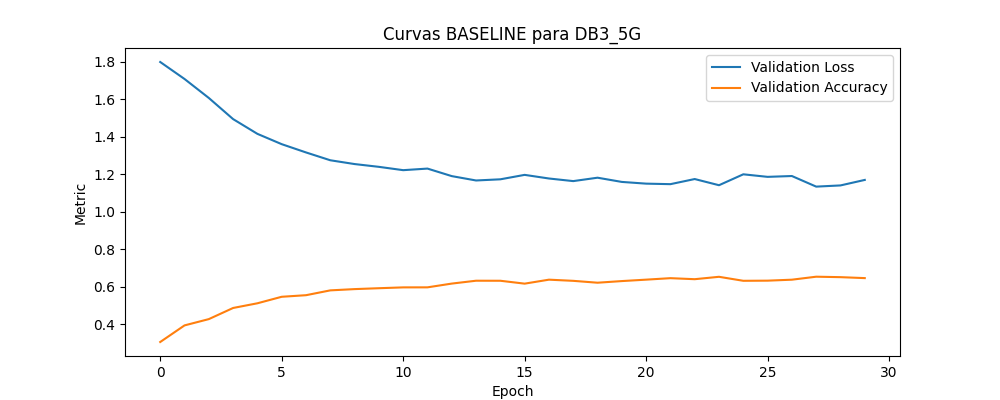 Curvas BASELINE para DB3_5G
Validation Loss
Validation Accuracy
1.8
1.6
1.4
1.2
1.0
0.8
0.6
0.4
Metric
0 5 10 15 20 25 30
Epoch